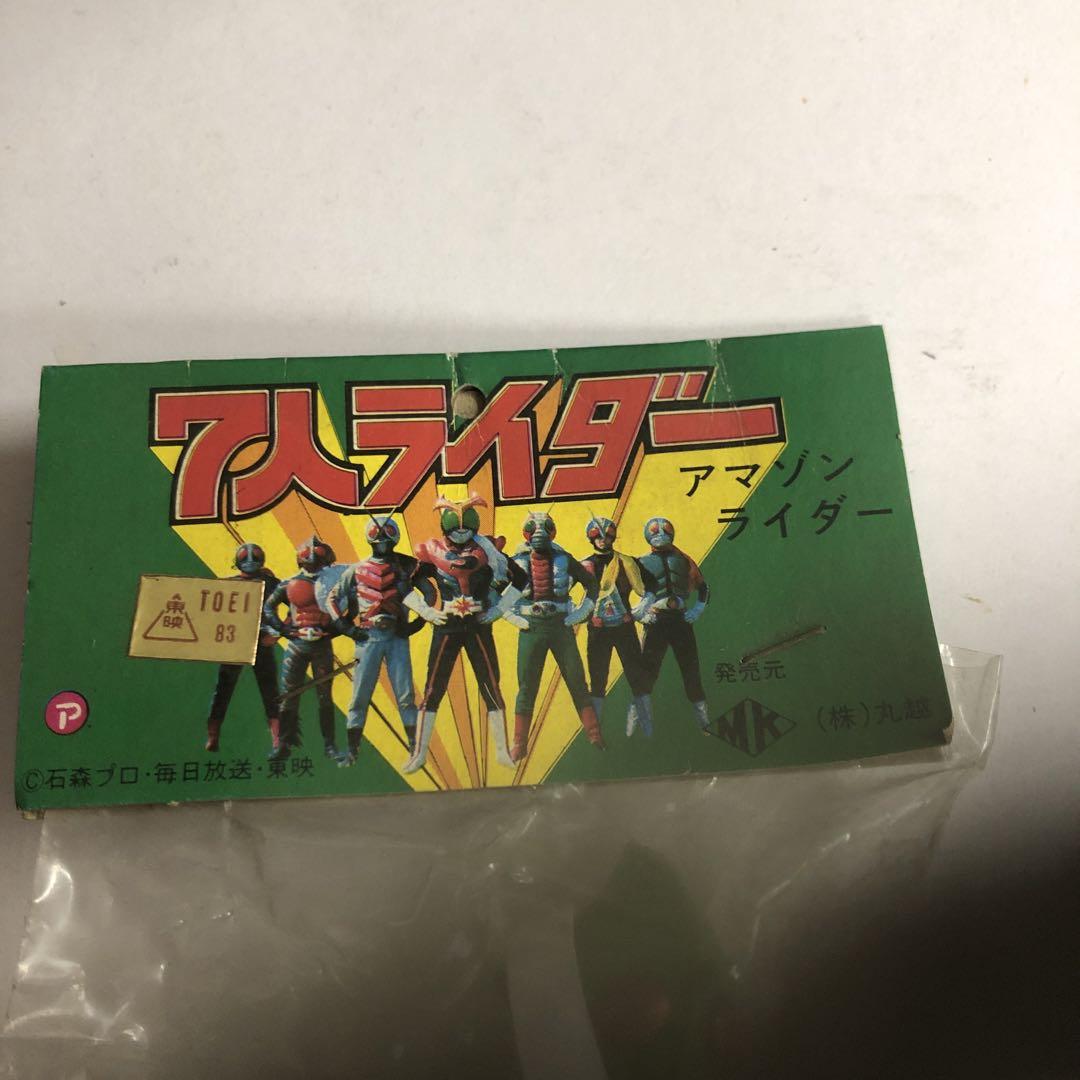 7人ライダー
アマゾン
ライダー
東映
TOEI
83
ア
発売元
MK
(株)丸越
©石森プロ・毎日放送・東映